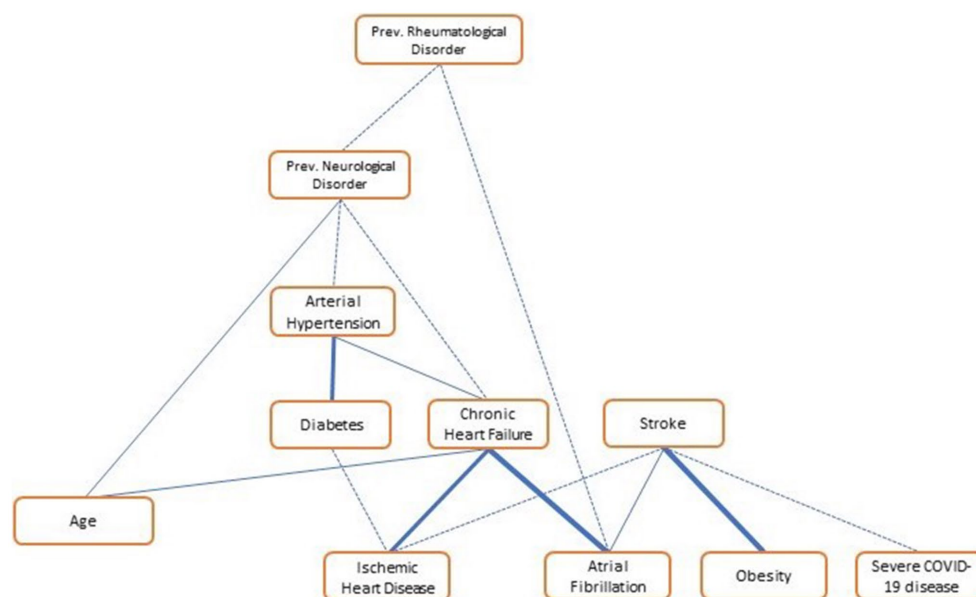 Prev. Rheumatological
Disorder
Prev. Neurological
Disorder
Arterial
Hypertension
Diabetes
Chronic
Heart Failure
Stroke
Age
Ischemic
Heart Disease
Atrial
Fibrillation
Obesity
Severe COVID-
19 disease